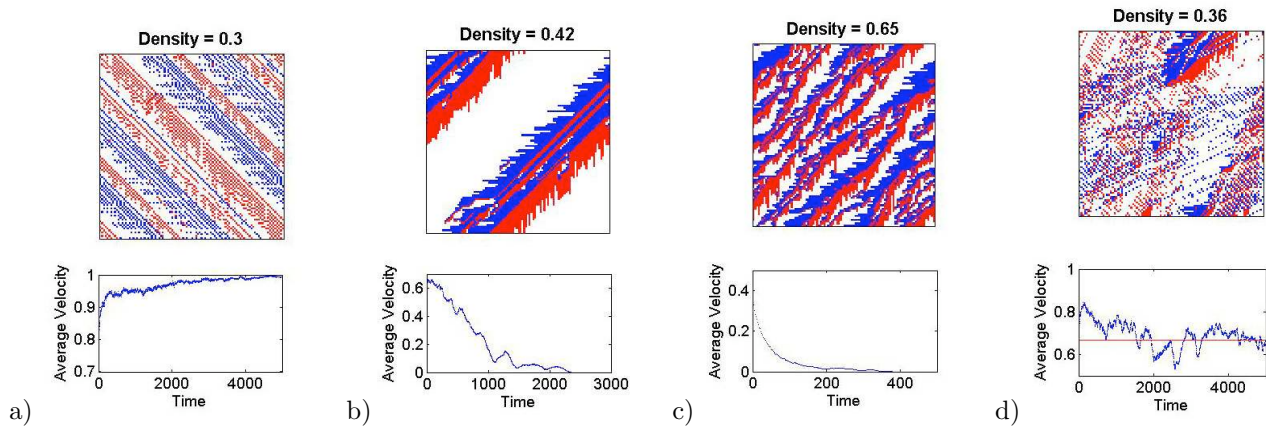 Density = 0.3
1
0.9
0.8
0.7
Average Velocity
0 2000 4000
Time
a)
Density = 0.42
0.6
0.4
0.2
0
Average Velocity
0 1000 2000 3000
Time
b)
Density = 0.65
0.4
0.2
0
Average Velocity
0 200 400
Time
c)
Density = 0.36
1
0.8
0.6
Average Velocity
0 2000 4000
Time
d)